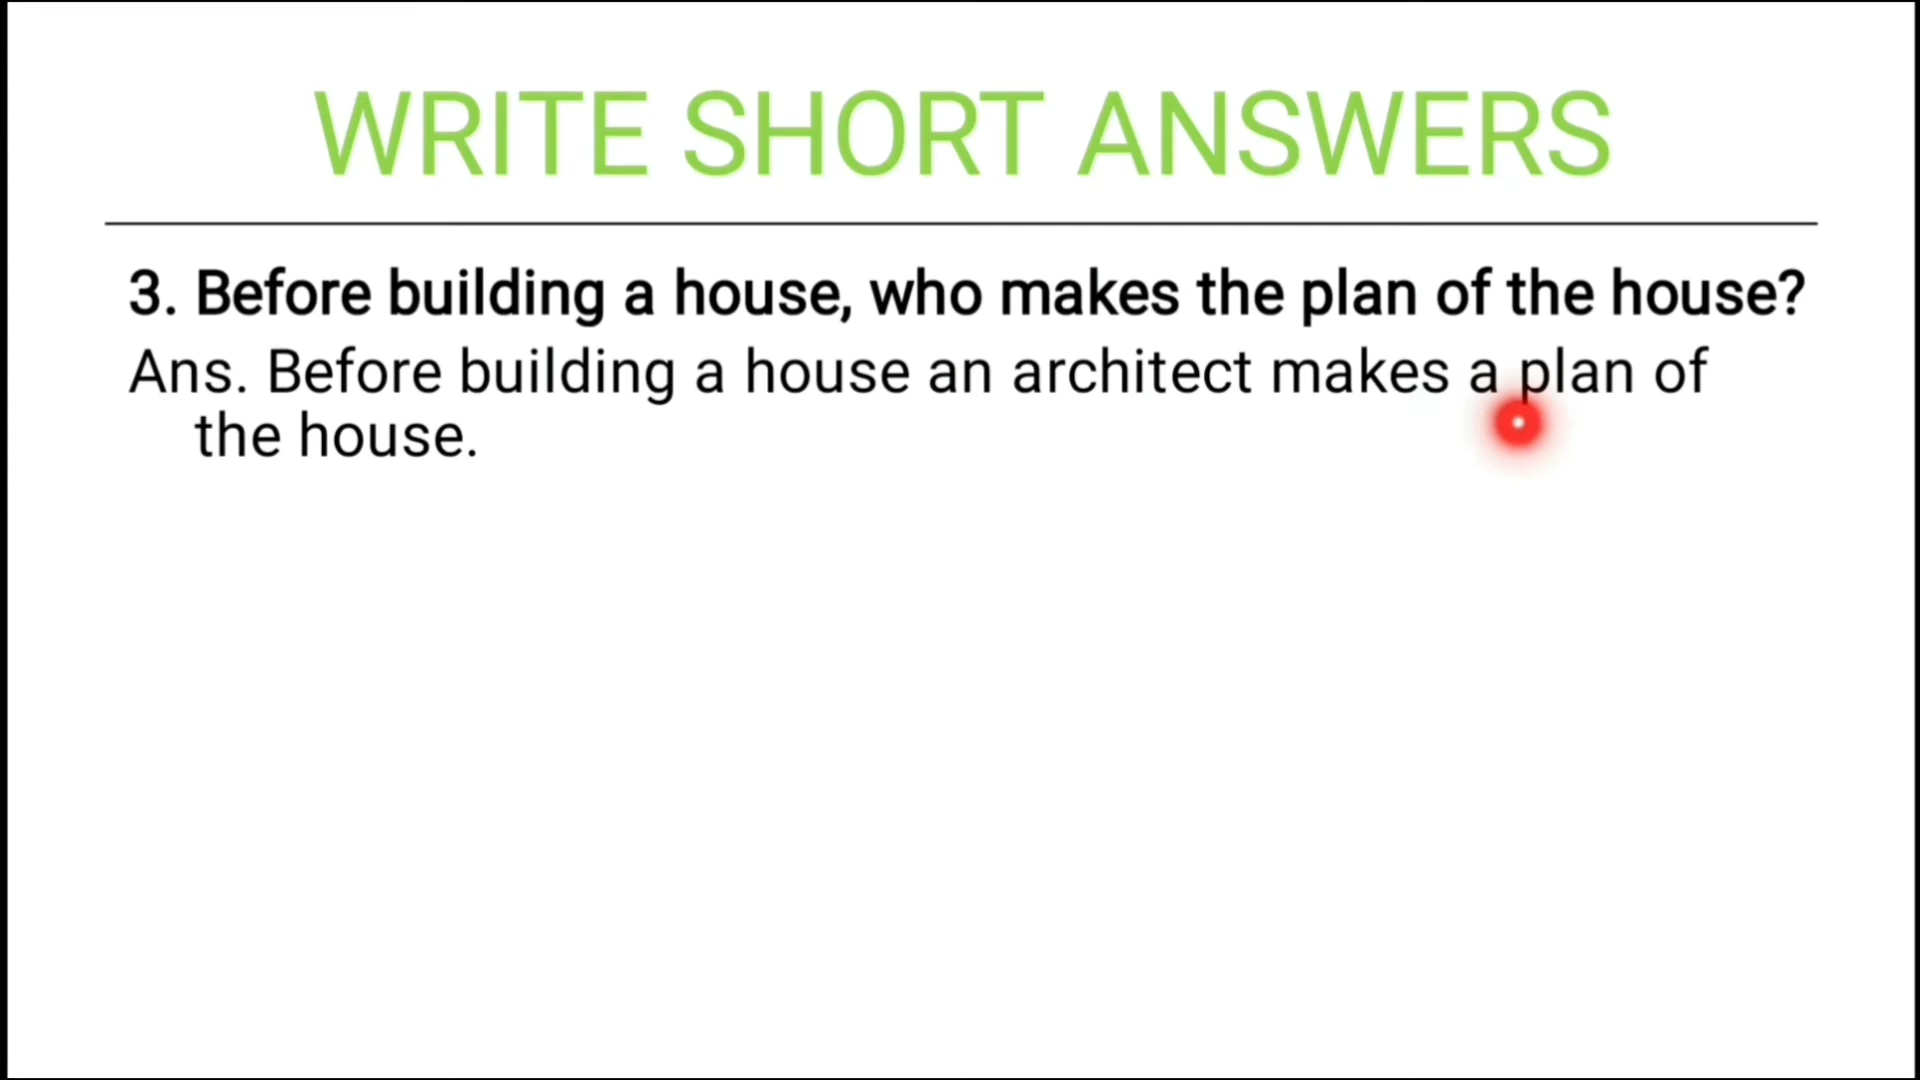 WRITE SHORT ANSWERS
3. Before building a house, who makes the plan of the house?
Ans. Before building a house an architect makes a plan of
the house.